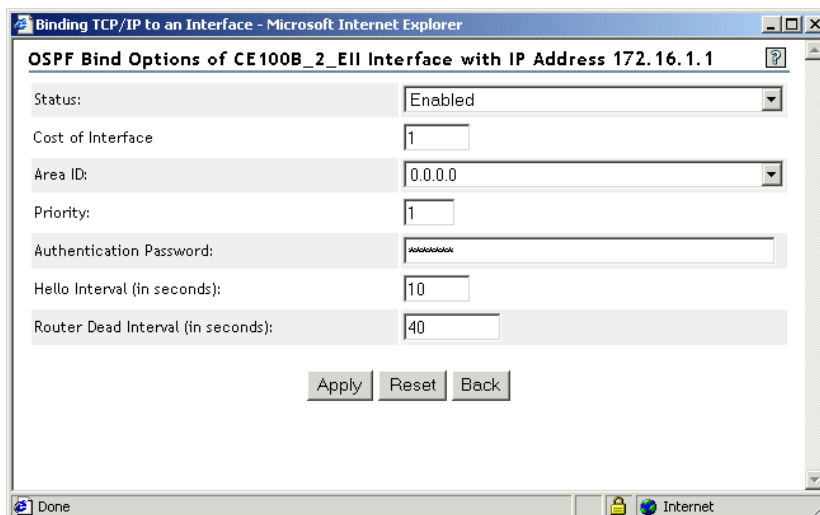 Binding TCP/IP to an Interface - Microsoft Internet Explorer
OSPF Bind Options of CE100B_2_EII Interface with IP Address 172.16.1.1 ?
Status: Enabled
Cost of Interface 1
Area ID: 0.0.0.0
Priority: 1
Authentication Password: ********
Hello Interval (in seconds): 10
Router Dead Interval (in seconds): 40
Apply Reset Back
Done Internet